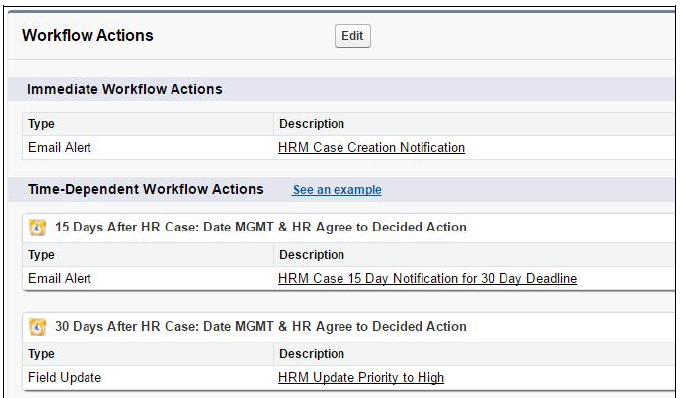 Workflow Actions Edit
Immediate Workflow Actions
Type Description
Email Alert HRM Case Creation Notification
Time-Dependent Workflow Actions See an example
15 Days After HR Case: Date MGMT & HR Agree to Decided Action
Type Description
Email Alert HRM Case 15 Day Notification for 30 Day Deadline
30 Days After HR Case: Date MGMT & HR Agree to Decided Action
Type Description
Field Update HRM Update Priority to High